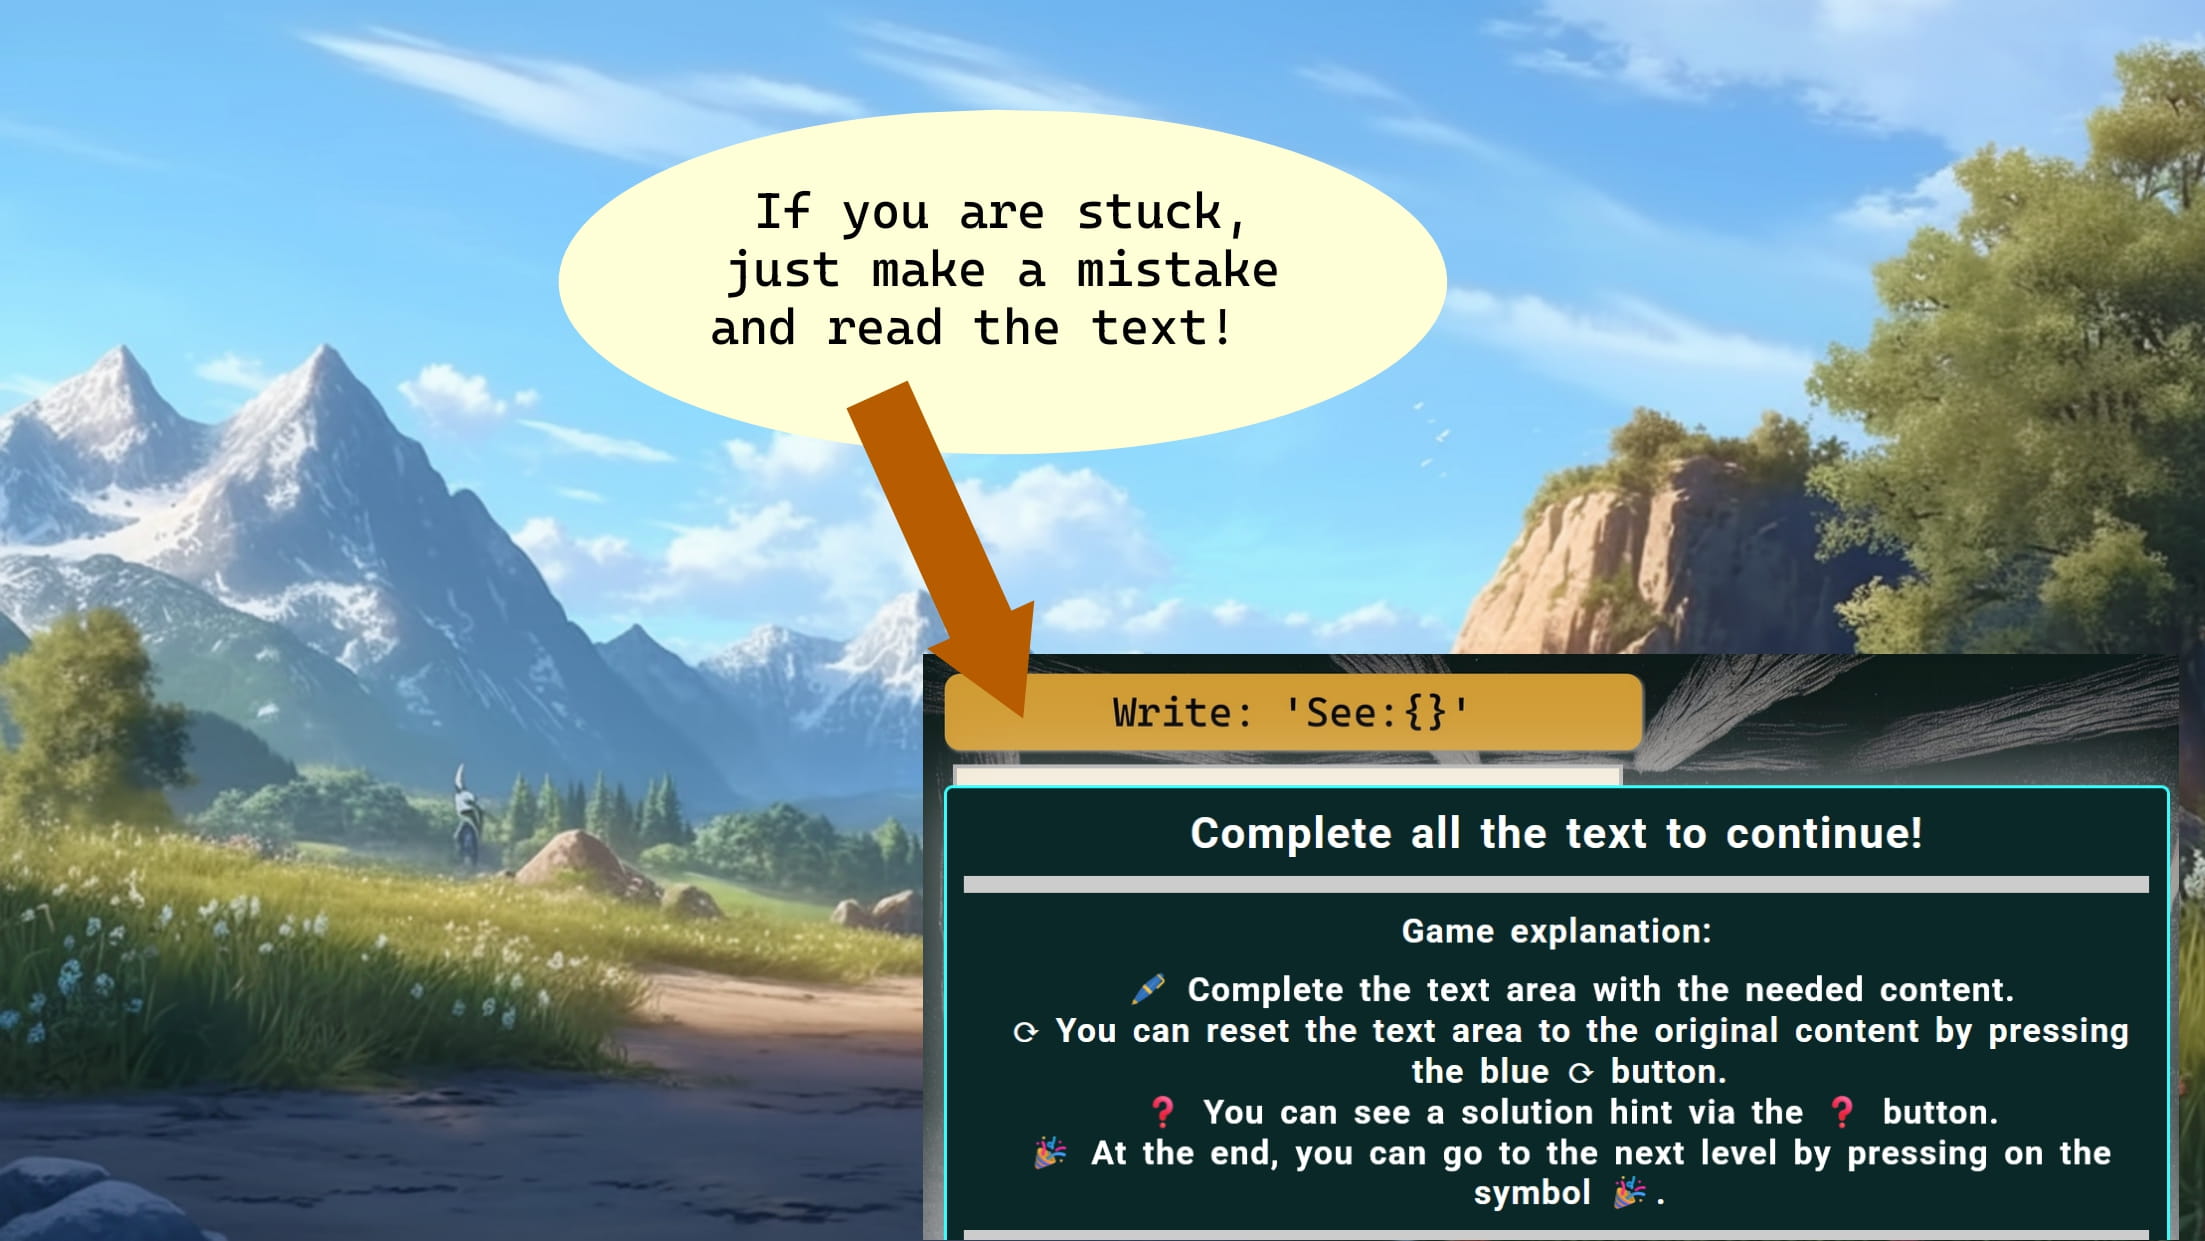 If you are stuck,
just make a mistake
and read the text!
Write: 'See:{}'
Complete all the text to continue!
Game explanation:
🖊️ Complete the text area with the needed content.
⟳ You can reset the text area to the original content by pressing
the blue ⟳ button.
❓ You can see a solution hint via the ❓ button.
🎉 At the end, you can go to the next level by pressing on the
symbol 🎉.